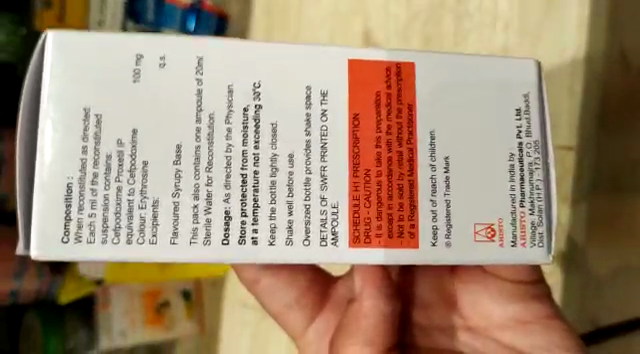 Composition :
When reconstituted as directed:
Each 5 ml of the reconstituted
suspension contains:
Cefpodoxime Proxetil IP
equivalent to Cefpodoxime 100 mg
Colour: Erythrosine
Excipients: q.s.
Flavoured Syrupy Base.
This pack also contains one ampoule of 20ml
Sterile Water for Reconstitution.
Dosage: As directed by the Physician.
Store protected from moisture,
at a temperature not exceeding 30°C.
Keep the bottle tightly closed.
Shake well before use.
Oversized bottle provides shake space
DETAILS OF SWFR PRINTED ON THE
AMPOULE.
SCHEDULE H1 PRESCRIPTION
DRUG - CAUTION
- It is dangerous to take this preparation
except in accordance with the medical advice.
- Not to be sold by retail without the prescription
of a Registered Medical Practitioner
Keep out of reach of children.
® Registered Trade Mark
ARISTO
Manufactured in India by
ARISTO Pharmaceuticals Pvt. Ltd.
Village. Makhnumajra, P.O. Bhud, Baddi,
Dist. Solan (H.P.) - 173 205